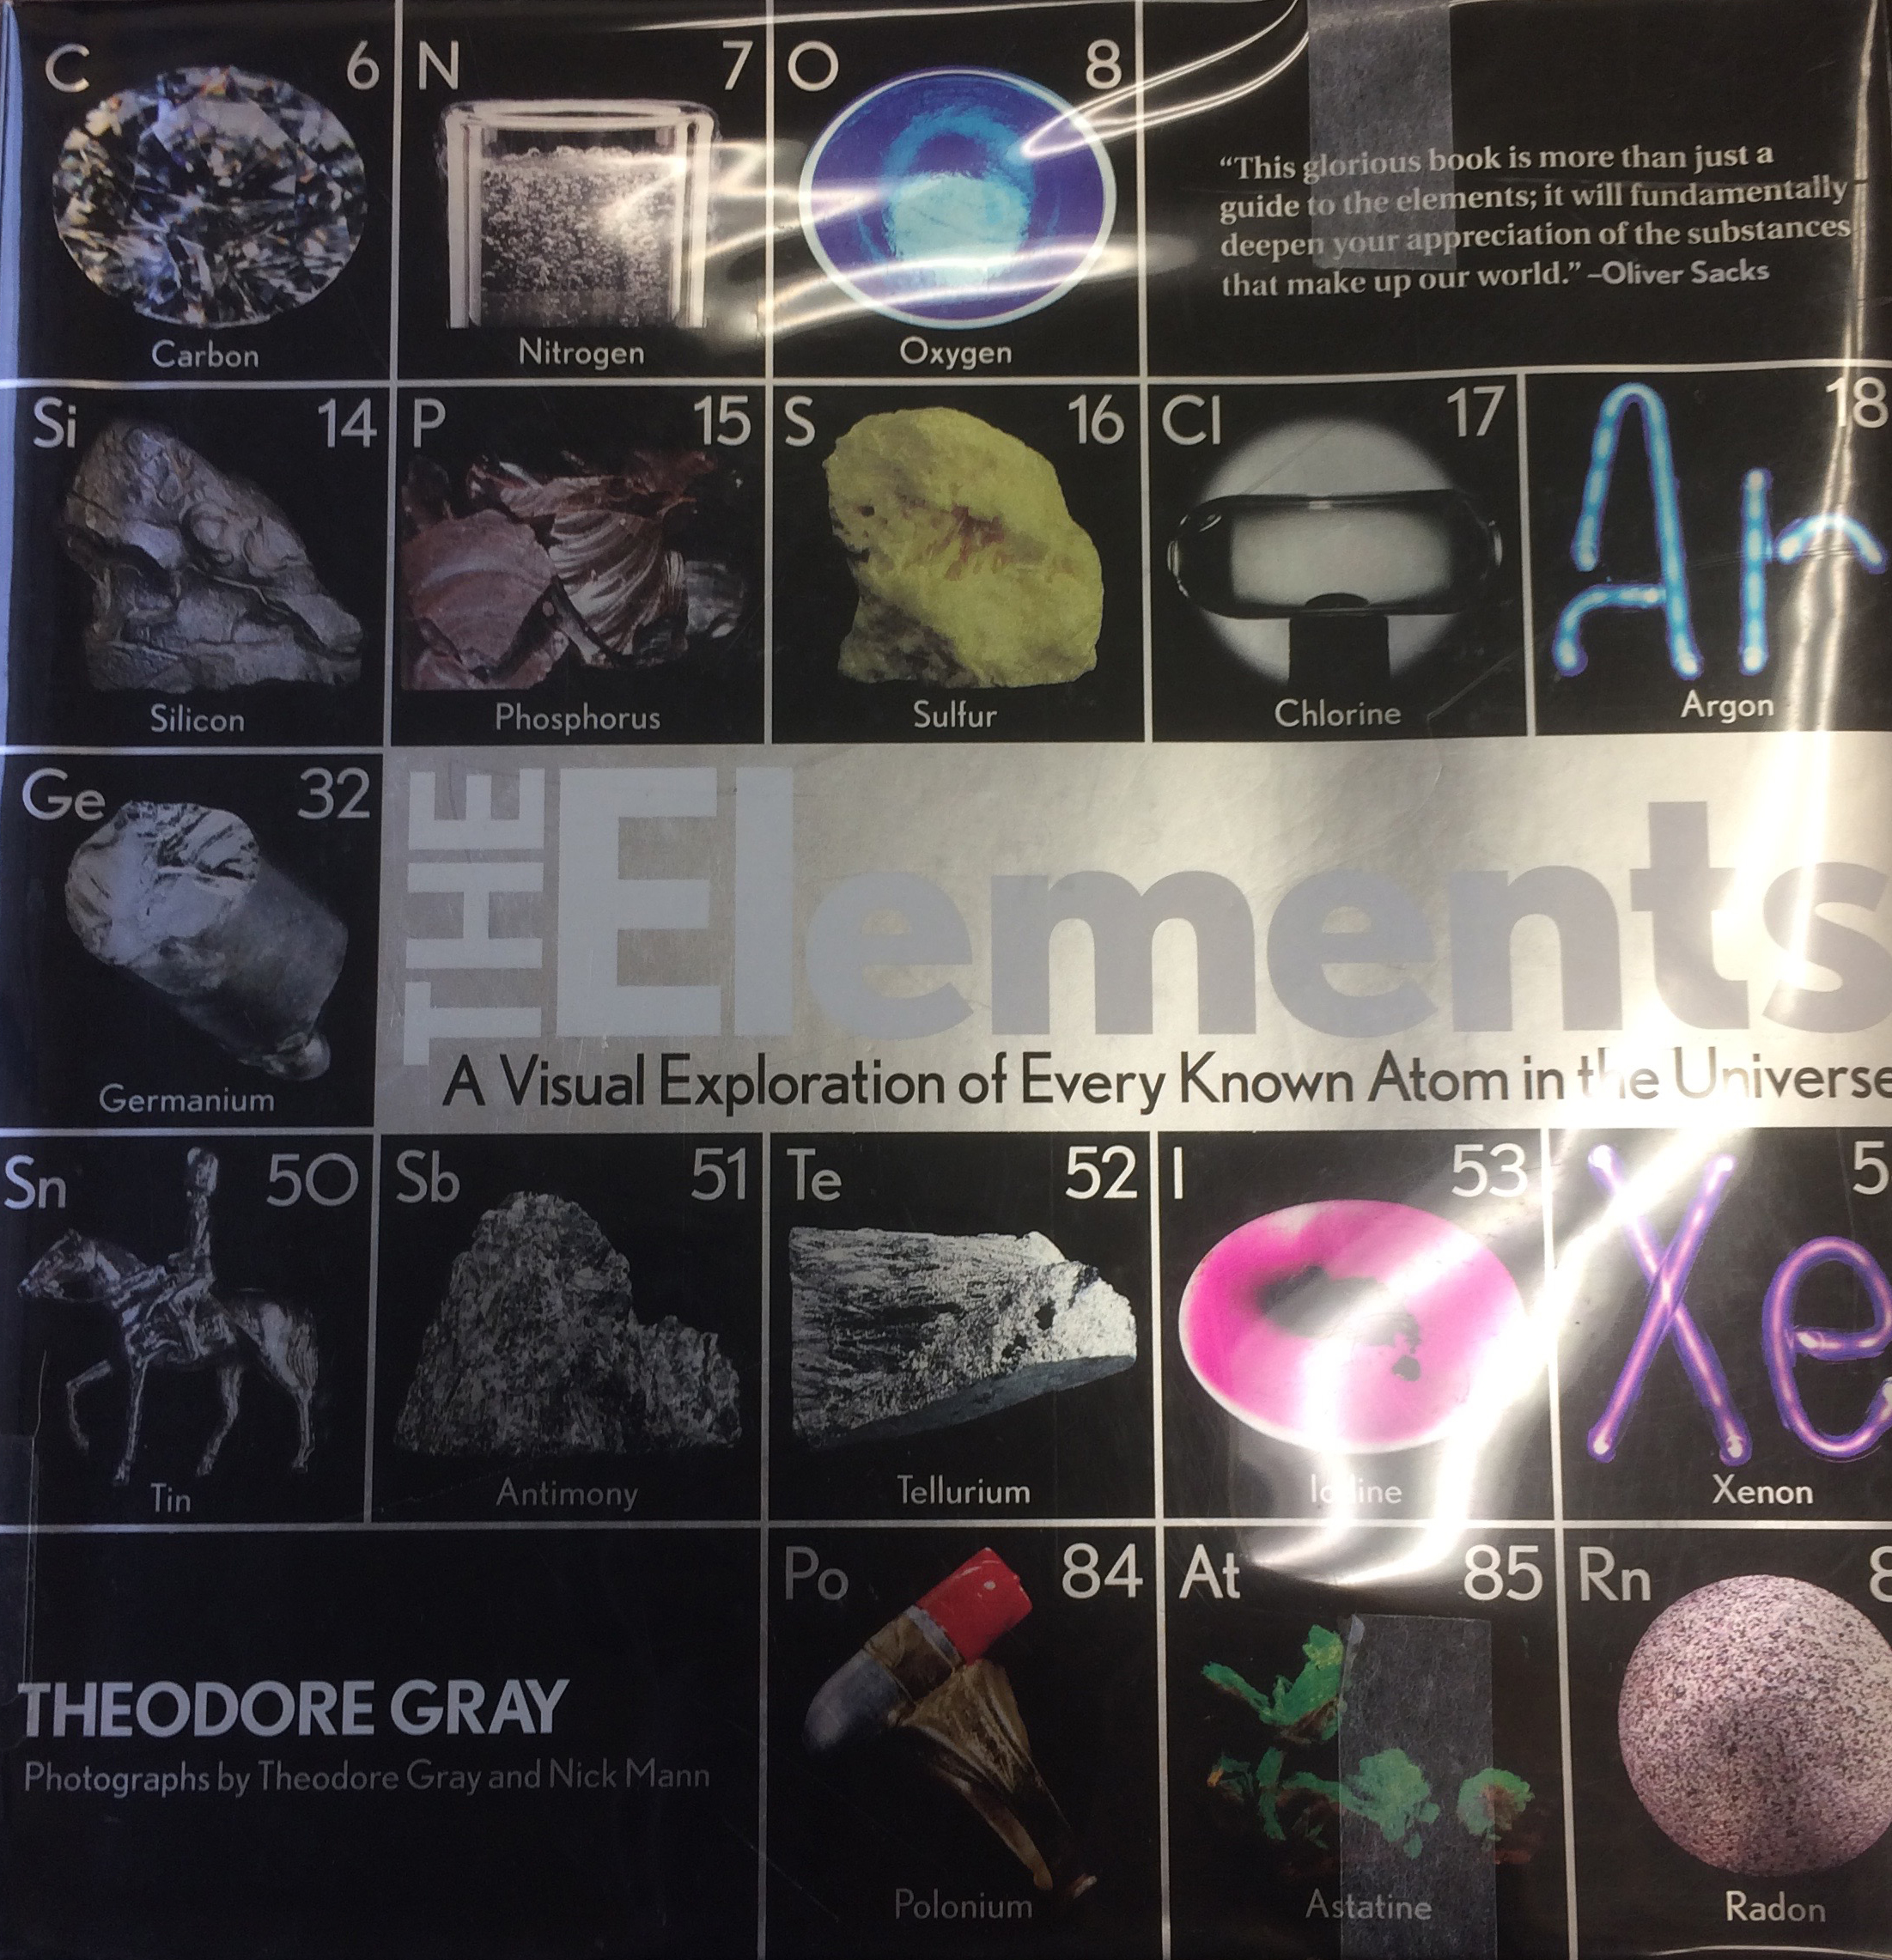 C 6 N 7 O 8
"This glorious book is more than just a
guide to the elements; it will fundamentally
deepen your appreciation of the substances
that make up our world." –Oliver Sacks
Carbon Nitrogen Oxygen
Si 14 P 15 S 16 Cl 17 Ar 18
Silicon Phosphorus Sulfur Chlorine Argon
Ge 32
Germanium
THE Elements
A Visual Exploration of Every Known Atom in the Universe
Sn 50 Sb 51 Te 52 I 53 Xe 5
Tin Antimony Tellurium Iodine Xenon
Po 84 At 85 Rn 8
THEODORE GRAY
Photographs by Theodore Gray and Nick Mann
Polonium Astatine Radon